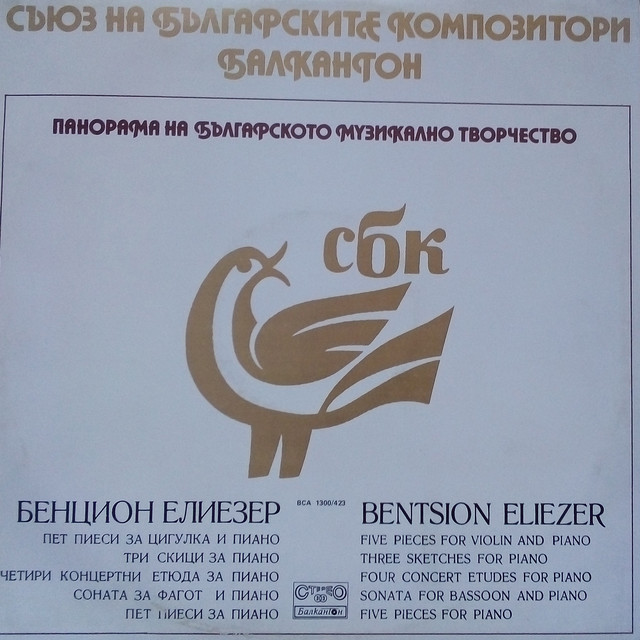 СЪЮЗ НА БЪЛГАРСКИТЕ КОМПОЗИТОРИ
БАЛКАНТОН
ПАНОРАМА НА БЪЛГАРСКОТО МУЗИКАЛНО ТВОРЧЕСТВО
сбк
ВСА 1300/423
БЕНЦИОН ЕЛИЕЗЕР
ПЕТ ПИЕСИ ЗА ЦИГУЛКА И ПИАНО
ТРИ СКИЦИ ЗА ПИАНО
ЧЕТИРИ КОНЦЕРТНИ ЕТЮДА ЗА ПИАНО
СОНАТА ЗА ФАГОТ И ПИАНО
ПЕТ ПИЕСИ ЗА ПИАНО
СТЕРЕО
Балкантон
BENTSION ELIEZER
FIVE PIECES FOR VIOLIN AND PIANO
THREE SKETCHES FOR PIANO
FOUR CONCERT ETUDES FOR PIANO
SONATA FOR BASSOON AND PIANO
FIVE PIECES FOR PIANO